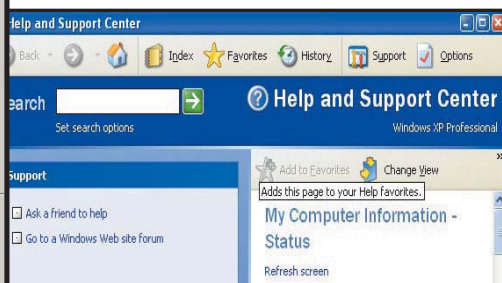 Help and Support Center
Back Index Favorites History Support Options
earch
Set search options
Help and Support Center
Windows XP Professional
Support
Ask a friend to help
Go to a Windows Web site forum
Add to Favorites Change View
Adds this page to your Help favorites.
My Computer Information -
Status
Refresh screen